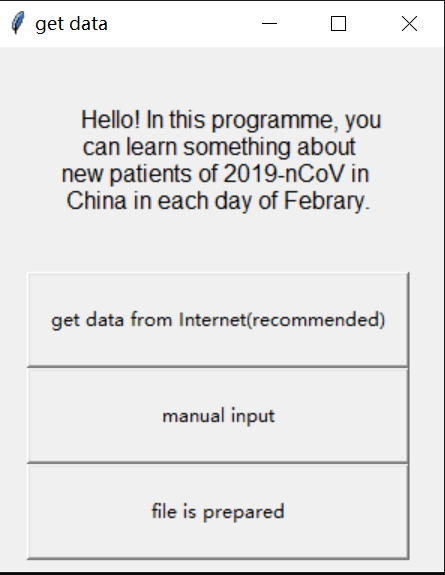 get data
Hello! In this programme, you
can learn something about
new patients of 2019-nCoV in
China in each day of Febrary.
get data from Internet(recommended)
manual input
file is prepared